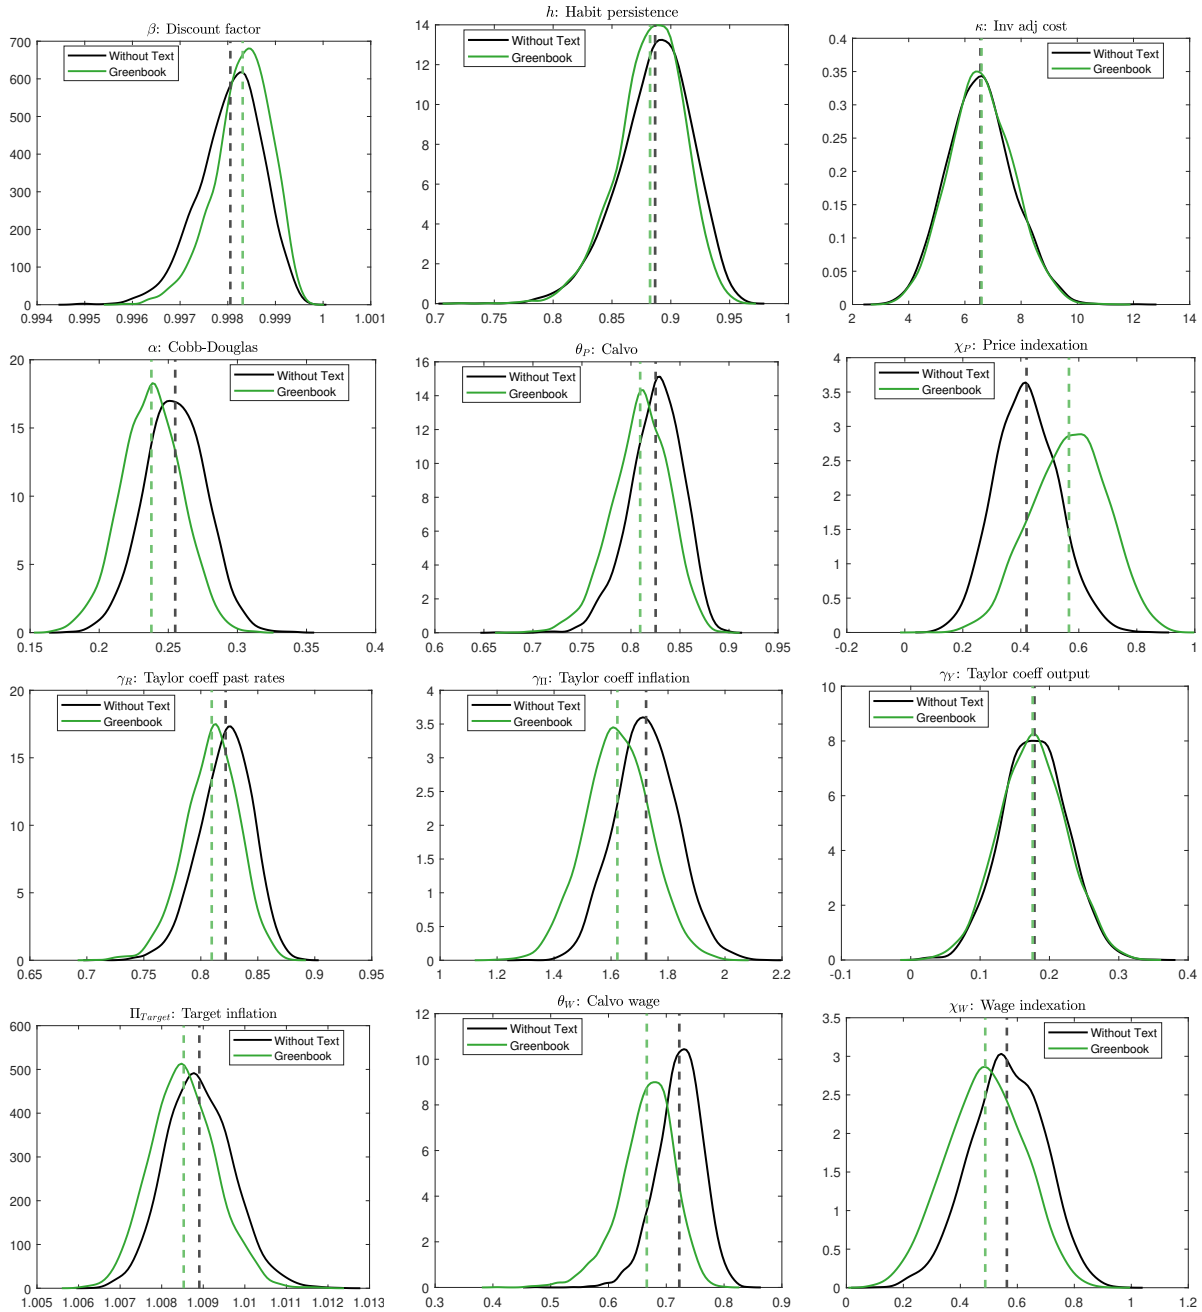 β: Discount factor
700
600
500
400
300
200
100
0
0.994 0.995 0.996 0.997 0.998 0.999 1 1.001
Without Text
Greenbook
h: Habit persistence
14
12
10
8
6
4
2
0
0.7 0.75 0.8 0.85 0.9 0.95 1
Without Text
Greenbook
κ: Inv adj cost
0.4
0.35
0.3
0.25
0.2
0.15
0.1
0.05
0
2 4 6 8 10 12 14
Without Text
Greenbook
α: Cobb-Douglas
20
15
10
5
0
0.15 0.2 0.25 0.3 0.35 0.4
Without Text
Greenbook
θ_P: Calvo
16
14
12
10
8
6
4
2
0
0.6 0.65 0.7 0.75 0.8 0.85 0.9 0.95
Without Text
Greenbook
χ_P: Price indexation
4
3.5
3
2.5
2
1.5
1
0.5
0
-0.2 0 0.2 0.4 0.6 0.8 1
Without Text
Greenbook
γ_R: Taylor coeff past rates
20
15
10
5
0
0.65 0.7 0.75 0.8 0.85 0.9 0.95
Without Text
Greenbook
γ_Π: Taylor coeff inflation
4
3.5
3
2.5
2
1.5
1
0.5
0
1 1.2 1.4 1.6 1.8 2 2.2
Without Text
Greenbook
γ_Y: Taylor coeff output
10
8
6
4
2
0
-0.1 0 0.1 0.2 0.3 0.4
Without Text
Greenbook
Π_Target: Target inflation
600
500
400
300
200
100
0
1.005 1.006 1.007 1.008 1.009 1.01 1.011 1.012 1.013
Without Text
Greenbook
θ_W: Calvo wage
12
10
8
6
4
2
0
0.3 0.4 0.5 0.6 0.7 0.8 0.9
Without Text
Greenbook
χ_W: Wage indexation
3.5
3
2.5
2
1.5
1
0.5
0
0 0.2 0.4 0.6 0.8 1 1.2
Without Text
Greenbook